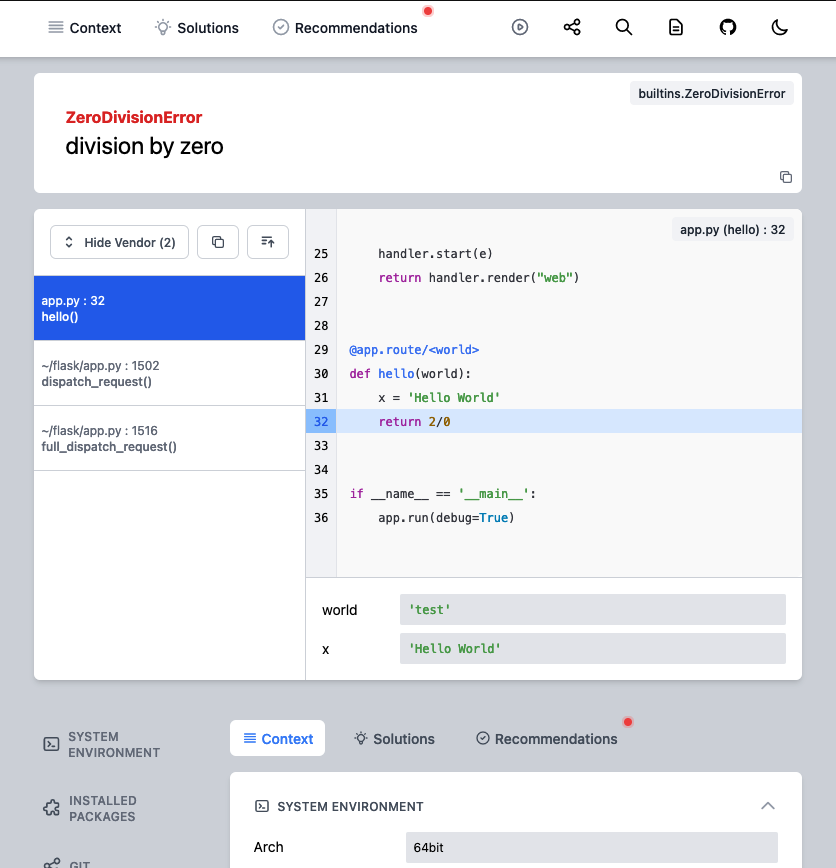 Context Solutions Recommendations
builtins.ZeroDivisionError
ZeroDivisionError
division by zero
Hide Vendor (2)
app.py : 32
hello()
~/flask/app.py : 1502
dispatch_request()
~/flask/app.py : 1516
full_dispatch_request()
app.py (hello) : 32
25 handler.start(e)
26 return handler.render("web")
27
28
29 @app.route/<world>
30 def hello(world):
31 x = 'Hello World'
32 return 2/0
33
34
35 if __name__ == '__main__':
36 app.run(debug=True)
world 'test'
x 'Hello World'
SYSTEM
ENVIRONMENT
INSTALLED
PACKAGES
GIT
Context Solutions Recommendations
SYSTEM ENVIRONMENT
Arch 64bit